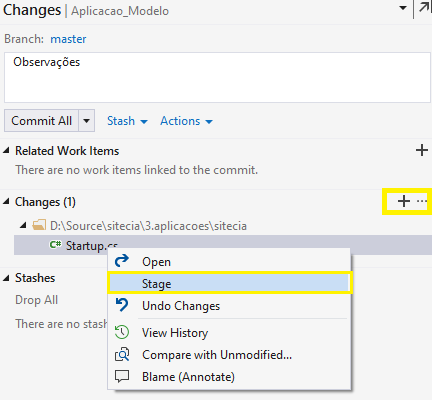 Changes | Aplicacao_Modelo
Branch: master
Observações
Commit All Stash Actions
Related Work Items
There are no work items linked to the commit.
Changes (1)
D:\Source\sitecia\3.aplicacoes\sitecia
C# Startup.cs
Open
Stashes
Stage
Drop All
Undo Changes
There are no stash
View History
Compare with Unmodified...
Blame (Annotate)